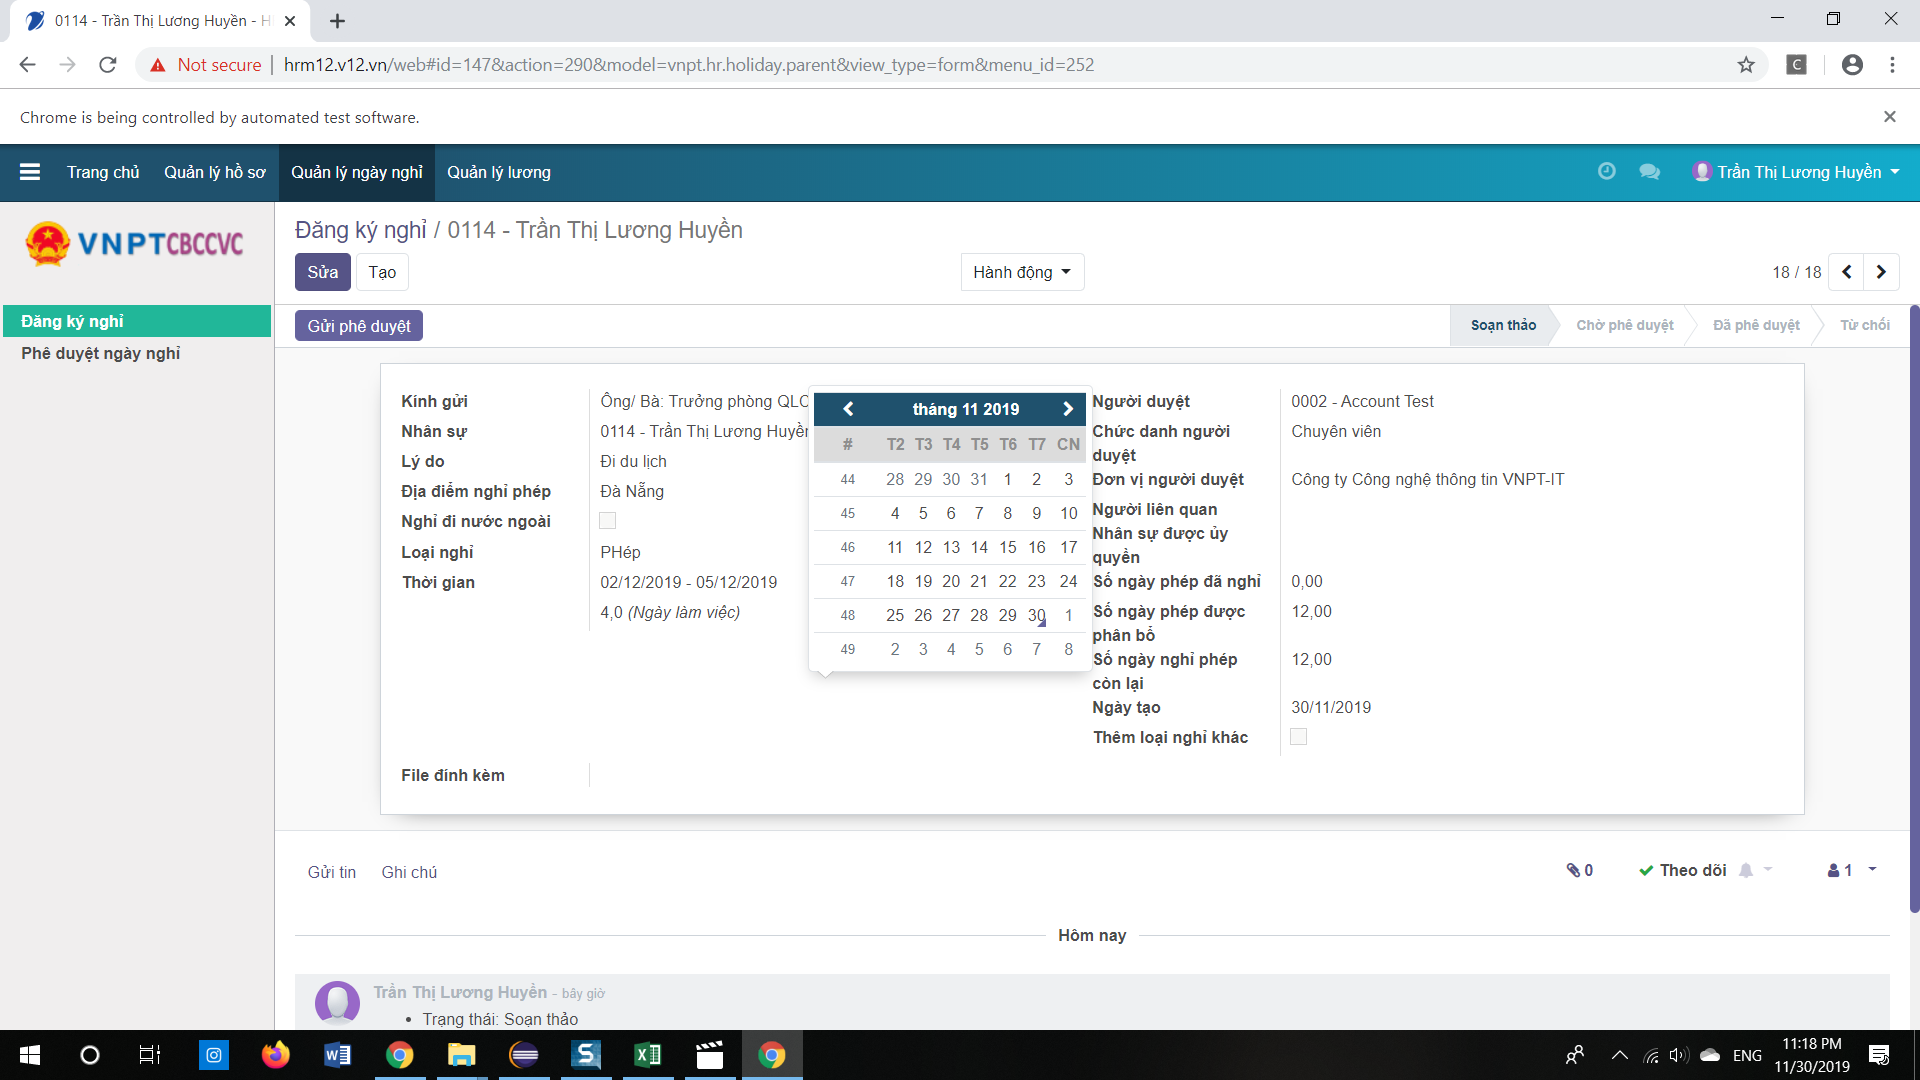 0114 - Trần Thị Lương Huyền - H
Not secure | hrm12.v12.vn/web#id=147&action=290&model=vnpt.hr.holiday.parent&view_type=form&menu_id=252
C
Chrome is being controlled by automated test software.
Trang chủ Quản lý hồ sơ Quản lý ngày nghỉ Quản lý lương Trần Thị Lương Huyền
VNPT CBCCVC
Đăng ký nghỉ / 0114 - Trần Thị Lương Huyền
Sửa Tạo Hành động 18 / 18
Đăng ký nghỉ
Phê duyệt ngày nghỉ
Gửi phê duyệt Soạn thảo Chờ phê duyệt Đã phê duyệt Từ chối
Kính gửi Ông/ Bà: Trưởng phòng QLC
Nhân sự 0114 - Trần Thị Lương Huyền
Lý do Đi du lịch
Địa điểm nghỉ phép Đà Nẵng
Nghỉ đi nước ngoài
Loại nghỉ PHép
Thời gian 02/12/2019 - 05/12/2019
4,0 (Ngày làm việc)
File đính kèm
tháng 11 2019
# T2 T3 T4 T5 T6 T7 CN
44 28 29 30 31 1 2 3
45 4 5 6 7 8 9 10
46 11 12 13 14 15 16 17
47 18 19 20 21 22 23 24
48 25 26 27 28 29 30 1
49 2 3 4 5 6 7 8
Người duyệt 0002 - Account Test
Chức danh người duyệt Chuyên viên
Đơn vị người duyệt Công ty Công nghệ thông tin VNPT-IT
Người liên quan
Nhân sự được ủy quyền
Số ngày phép đã nghỉ 0,00
Số ngày phép được phân bổ 12,00
Số ngày nghỉ phép còn lại 12,00
Ngày tạo 30/11/2019
Thêm loại nghỉ khác
Gửi tin Ghi chú 0 Theo dõi 1
Hôm nay
Trần Thị Lương Huyền - bây giờ
• Trạng thái: Soạn thảo
ENG 11:18 PM
11/30/2019